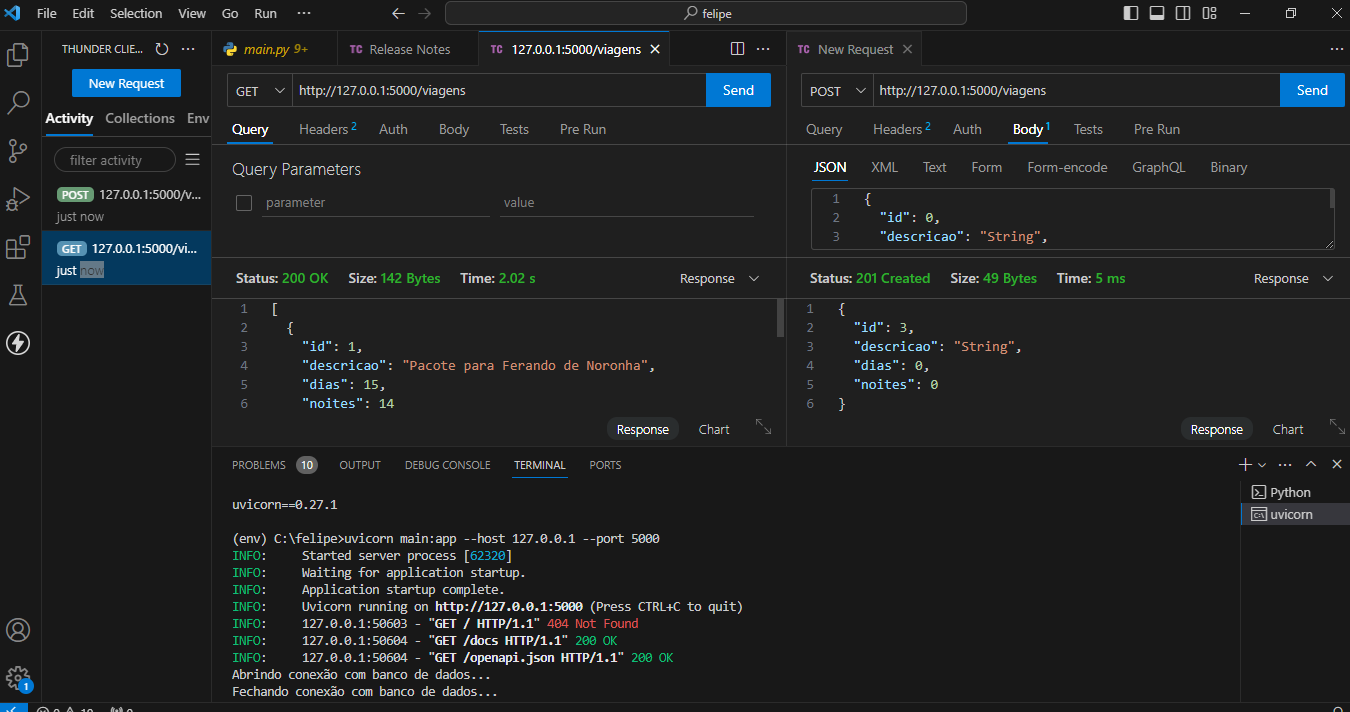 File Edit Selection View Go Run ··· felipe
THUNDER CLIE... ···
New Request
Activity Collections Env
filter activity
POST 127.0.0.1:5000/v...
just now
GET 127.0.0.1:5000/vi...
just now
1
main.py 9+
TC Release Notes
TC 127.0.0.1:5000/viagens
GET http://127.0.0.1:5000/viagens Send
Query Headers 2 Auth Body Tests Pre Run
Query Parameters
parameter value
Status: 200 OK Size: 142 Bytes Time: 2.02 s Response
1 [
2 {
3 "id": 1,
4 "descricao": "Pacote para Ferando de Noronha",
5 "dias": 15,
6 "noites": 14
Response Chart
TC New Request
POST http://127.0.0.1:5000/viagens Send
Query Headers 2 Auth Body 1 Tests Pre Run
JSON XML Text Form Form-encode GraphQL Binary
1 {
2 "id": 0,
3 "descricao": "String",
Status: 201 Created Size: 49 Bytes Time: 5 ms Response
1 {
2 "id": 3,
3 "descricao": "String",
4 "dias": 0,
5 "noites": 0
6 }
Response Chart
PROBLEMS 10 OUTPUT DEBUG CONSOLE TERMINAL PORTS
uvicorn==0.27.1
(env) C:\felipe>uvicorn main:app --host 127.0.0.1 --port 5000
INFO: Started server process [62320]
INFO: Waiting for application startup.
INFO: Application startup complete.
INFO: Uvicorn running on http://127.0.0.1:5000 (Press CTRL+C to quit)
INFO: 127.0.0.1:50603 - "GET / HTTP/1.1" 404 Not Found
INFO: 127.0.0.1:50604 - "GET /docs HTTP/1.1" 200 OK
INFO: 127.0.0.1:50604 - "GET /openapi.json HTTP/1.1" 200 OK
Abrindo conexão com banco de dados...
Fechando conexão com banco de dados...
Python
uvicorn